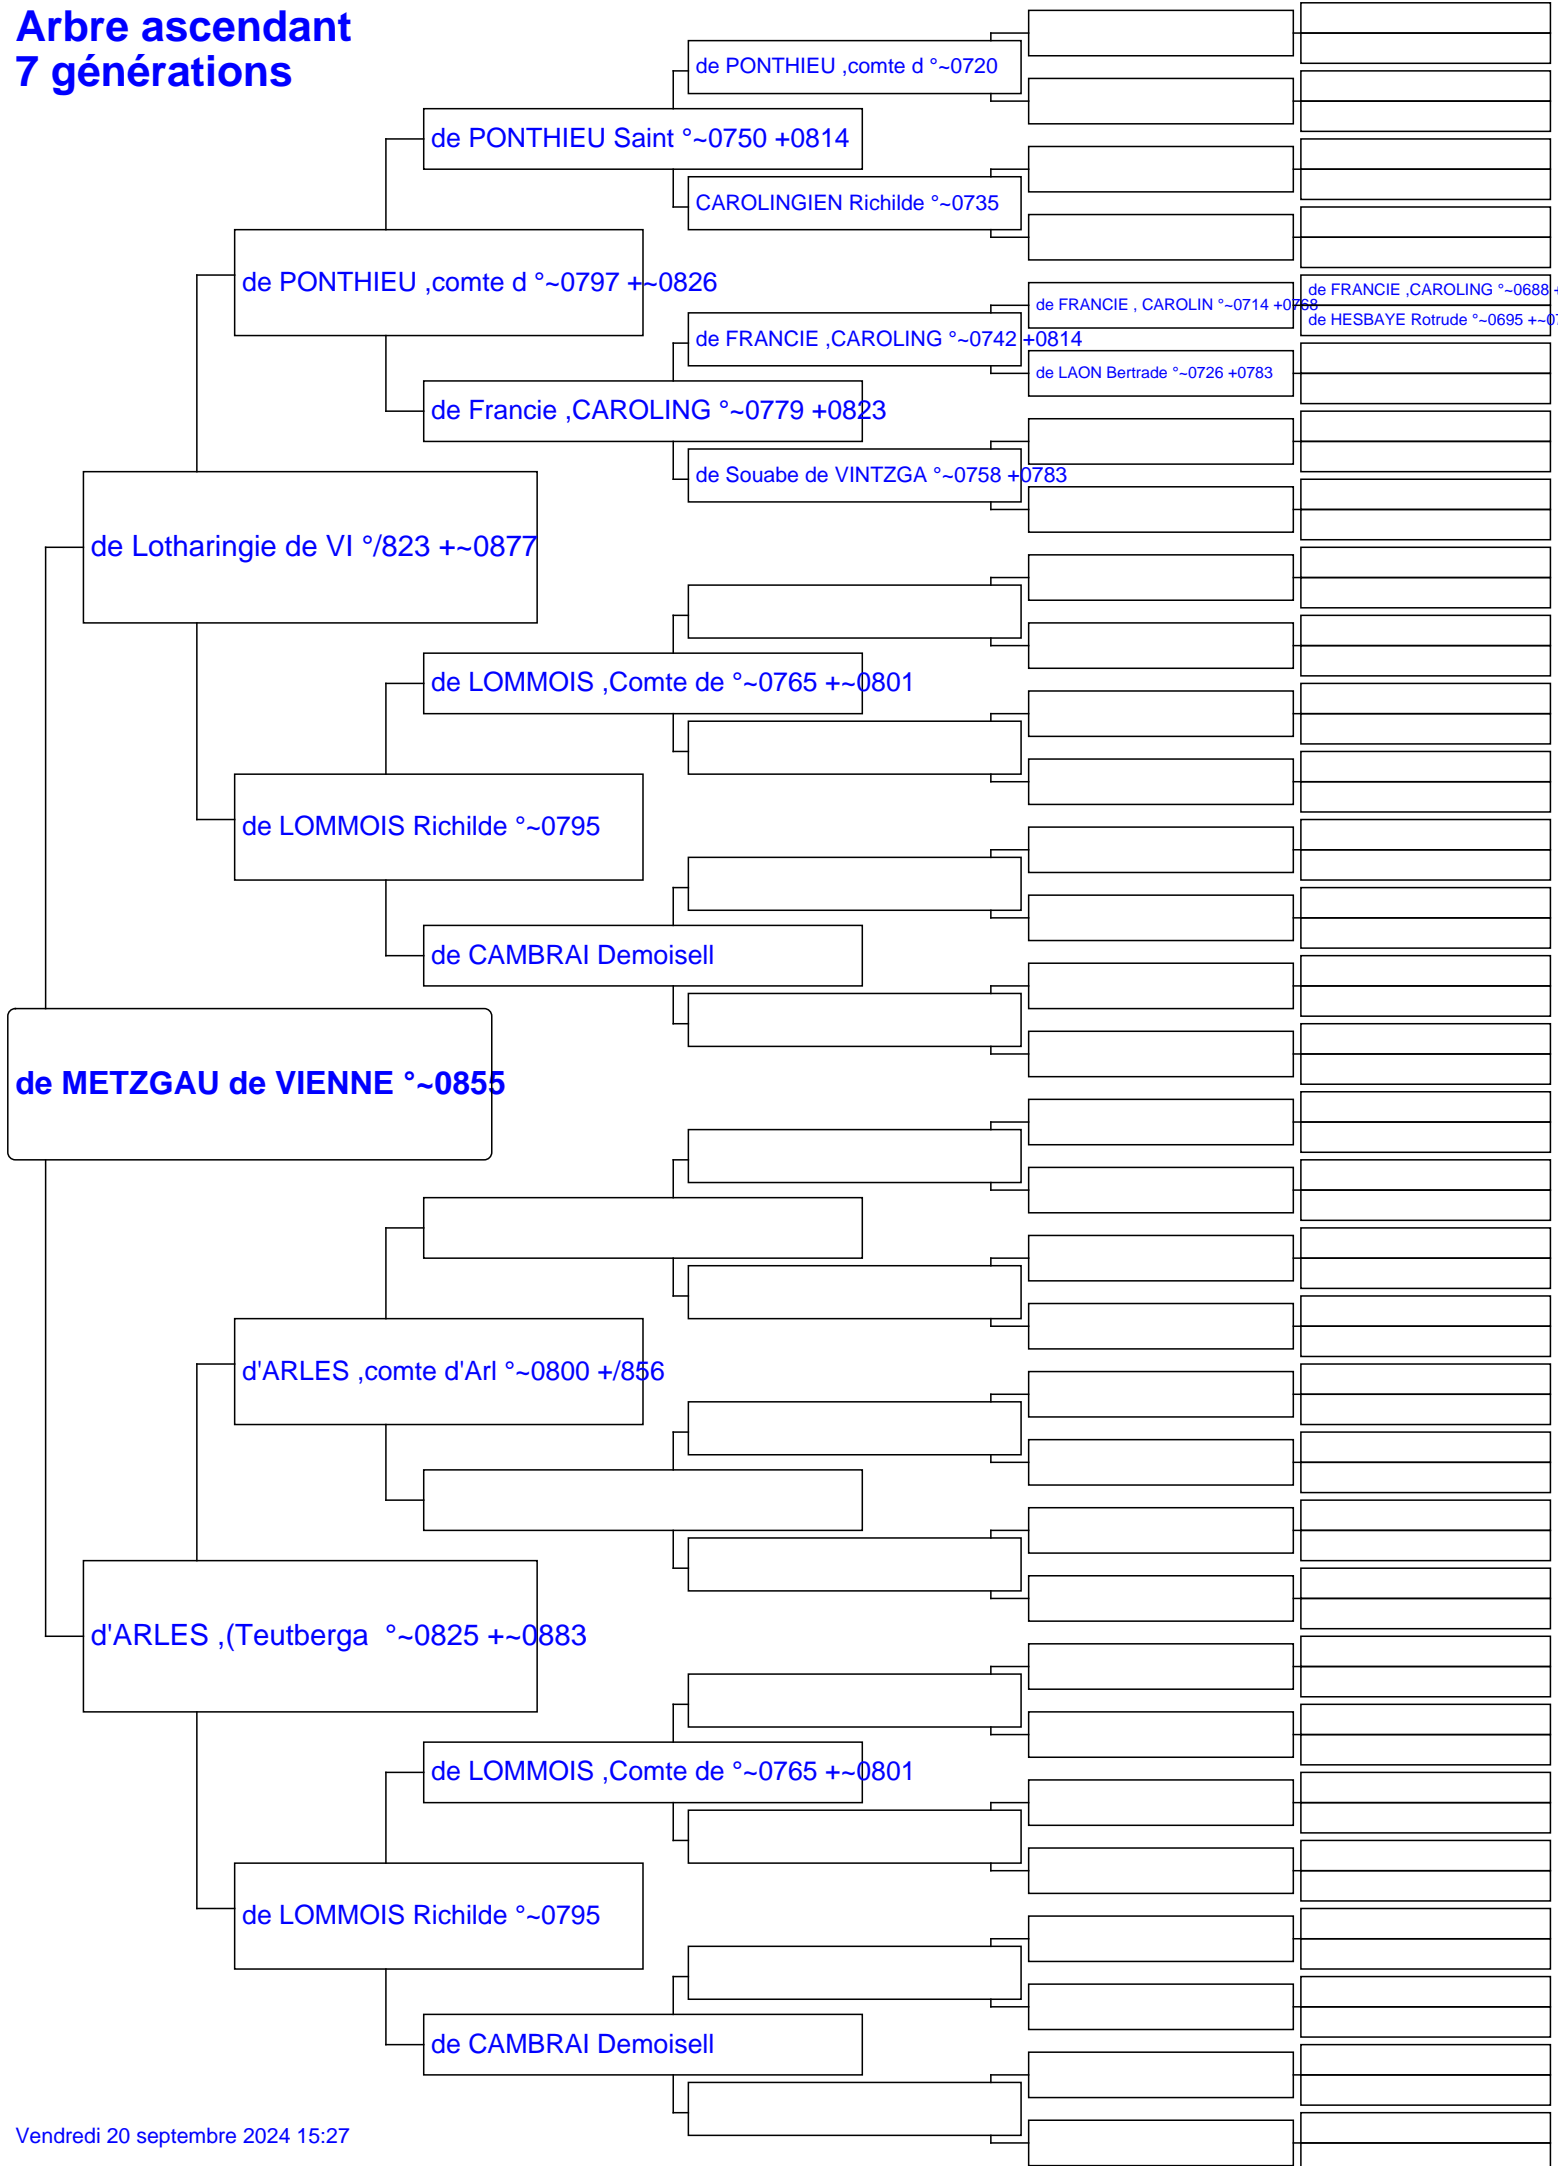 Arbre ascendant
7 générations
de PONTHIEU ,comte d °~0720
de PONTHIEU Saint °~0750 +0814
CAROLINGIEN Richilde °~0735
de PONTHIEU ,comte d °~0797 +~0826
de FRANCIE ,CAROLING °~0688 +
de FRANCIE , CAROLIN °~0714 +0768
de HESBAYE Rotrude °~0695 +~07
de FRANCIE ,CAROLING °~0742 +0814
de LAON Bertrade °~0726 +0783
de Francie ,CAROLING °~0779 +0823
de Souabe de VINTZGA °~0758 +0783
de Lotharingie de VI °/823 +~0877
de LOMMOIS ,Comte de °~0765 +~0801
de LOMMOIS Richilde °~0795
de CAMBRAI Demoisell
de METZGAU de VIENNE °~0855
d'ARLES ,comte d'Arl °~0800 +/856
d'ARLES ,(Teutberga °~0825 +~0883
de LOMMOIS ,Comte de °~0765 +~0801
de LOMMOIS Richilde °~0795
de CAMBRAI Demoisell
Vendredi 20 septembre 2024 15:27